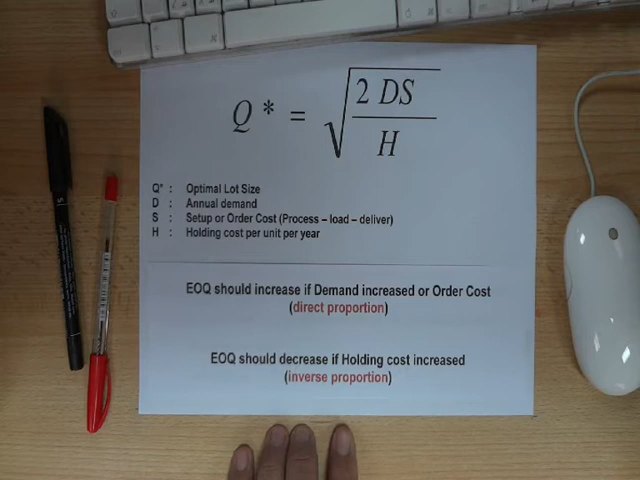 Q * = √(2 DS / H)
Q* : Optimal Lot Size
D : Annual demand
S : Setup or Order Cost (Process – load – deliver)
H : Holding cost per unit per year
EOQ should increase if Demand increased or Order Cost
(direct proportion)
EOQ should decrease if Holding cost increased
(inverse proportion)